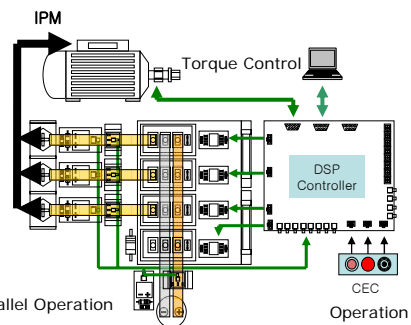 IPM
Torque Control
DSP
Controller
CEC
allel Operation
Operation